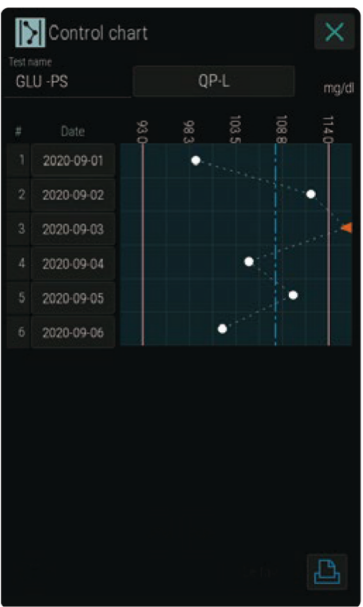 Control chart
Test name
GLU -PS QP-L mg/dl
# Date 93.0 98.3 103.5 108.8 114.0
1 2020-09-01
2 2020-09-02
3 2020-09-03
4 2020-09-04
5 2020-09-05
6 2020-09-06